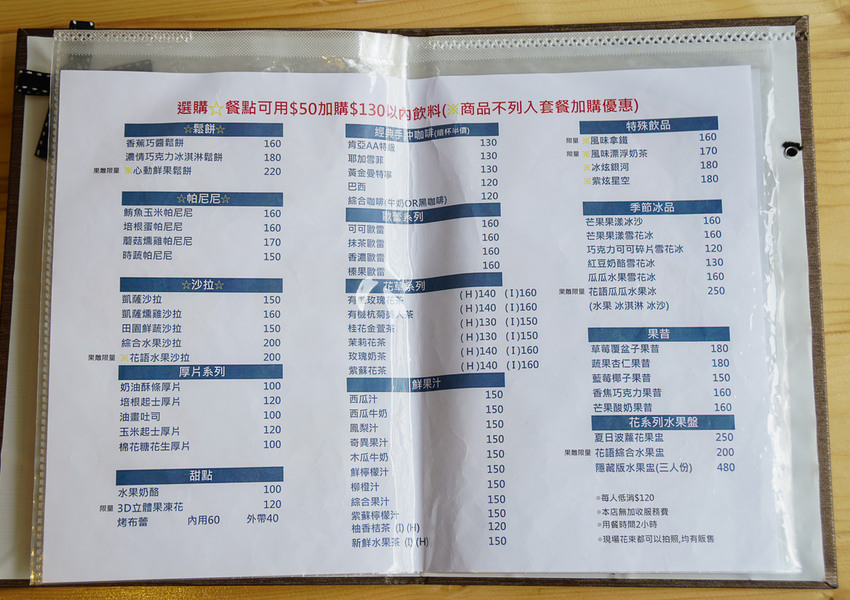 選購☆餐點可用$50加購$130以內飲料(※商品不列入套餐加購優惠)
☆鬆餅☆
香蕉巧醬鬆餅 160
濃情巧克力冰淇淋鬆餅 180
果雕限量 ※心動鮮果鬆餅 220
☆帕尼尼☆
鮪魚玉米帕尼尼 160
培根蛋帕尼尼 160
蘑菇燻雞帕尼尼 170
時蔬帕尼尼 150
☆沙拉☆
凱薩沙拉 150
凱薩燻雞沙拉 160
田園鮮蔬沙拉 150
綜合水果沙拉 200
果雕限量 ※花語水果沙拉 200
厚片系列
奶油酥條厚片 100
培根起士厚片 120
油畫吐司 100
玉米起士厚片 120
棉花糖花生厚片 100
甜點
水果奶酪 100
限量 3D立體果凍花 120
烤布蕾 內用60 外帶40
經典手沖咖啡(續杯半價)
肯亞AA特級 130
耶加雪菲 130
黃金曼特寧 130
巴西 120
綜合咖啡(牛奶OR黑咖啡) 120
歐蕾系列
可可歐蕾 160
抹茶歐蕾 160
香濃歐蕾 160
榛果歐蕾 160
花草系列
有機玫瑰花茶 (H)140 (I)160
有機杭菊美人茶 (H)140 (I)160
桂花金萱茶 (H)130 (I)150
茉莉花茶 (H)130 (I)150
玫瑰奶茶 (H)140 (I)160
紫蘇花茶 (H)140 (I)160
鮮果汁
西瓜汁 150
西瓜牛奶 150
鳳梨汁 150
奇異果汁 150
木瓜牛奶 150
鮮檸檬汁 150
柳橙汁 150
綜合果汁 150
紫蘇檸檬汁 150
柚香桔茶 (I)(H) 120
新鮮水果茶 (I)(H) 150
特殊飲品
限量 ※風味拿鐵 160
限量 ※風味漂浮奶茶 170
※冰炫銀河 180
※紫炫星空 180
季節冰品
芒果果漾冰沙 160
芒果果漾雪花冰 160
巧克力可可碎片雪花冰 120
紅豆奶酪雪花冰 130
瓜瓜水果雪花冰 160
果雕限量 花語瓜瓜水果冰 250
(水果 冰淇淋 冰沙)
果昔
草莓覆盆子果昔 180
蔬果杏仁果昔 180
藍莓椰子果昔 150
香蕉巧克力果昔 160
芒果酸奶果昔 160
花系列水果盤
夏日波蘿花果盅 250
果雕限量 花語綜合水果盅 200
隱藏版水果盅(三人份) 480
※每人低消$120
※本店無加收服務費
※用餐時間2小時
※現場花束都可以拍照,均有販售